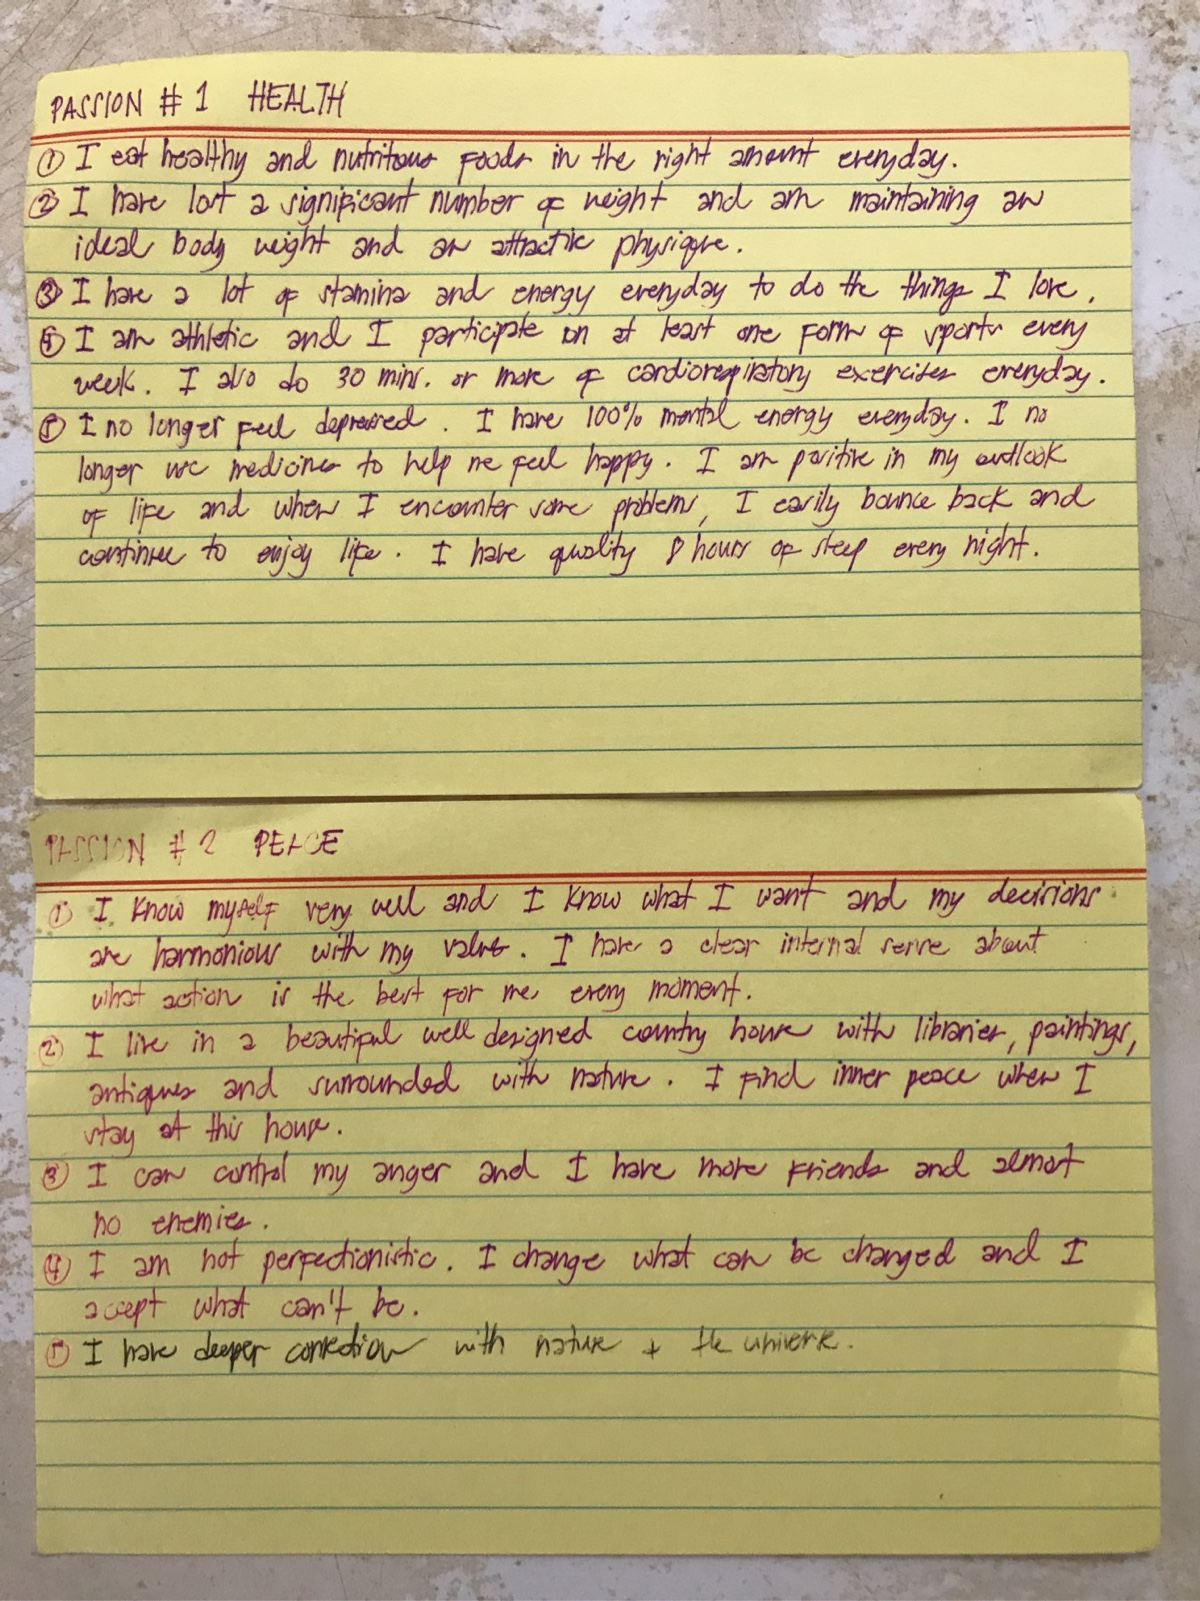 PASSION # 1 HEALTH
① I eat healthy and nutritous foods in the right amount everyday.
② I have lost a significant number of weight and am maintaining an
ideal body weight and an attractive physique.
③ I have a lot of stamina and energy everyday to do the things I love.
④ I am athletic and I participate on at least one form of sports every
week. I also do 30 mins. or more of cardiorespiratory exercises everyday.
⑤ I no longer feel depressed. I have 100% mental energy everyday. I no
longer use medicines to help me feel happy. I am positive in my outlook
of life and when I encounter some problems, I easily bounce back and
continue to enjoy life. I have quality 8 hours of sleep every night.
PASSION # 2 PEACE
① I know myself very well and I know what I want and my decisions
are harmonious with my values. I have a clear internal sense about
what action is the best for me every moment.
② I live in a beautiful well designed country house with libraries, paintings,
antiques and surrounded with nature. I find inner peace when I
stay at this house.
③ I can control my anger and I have more friends and almost
no enemies.
④ I am not perfectionistic. I change what can be changed and I
accept what can't be.
⑤ I have deeper connection with nature + the universe.